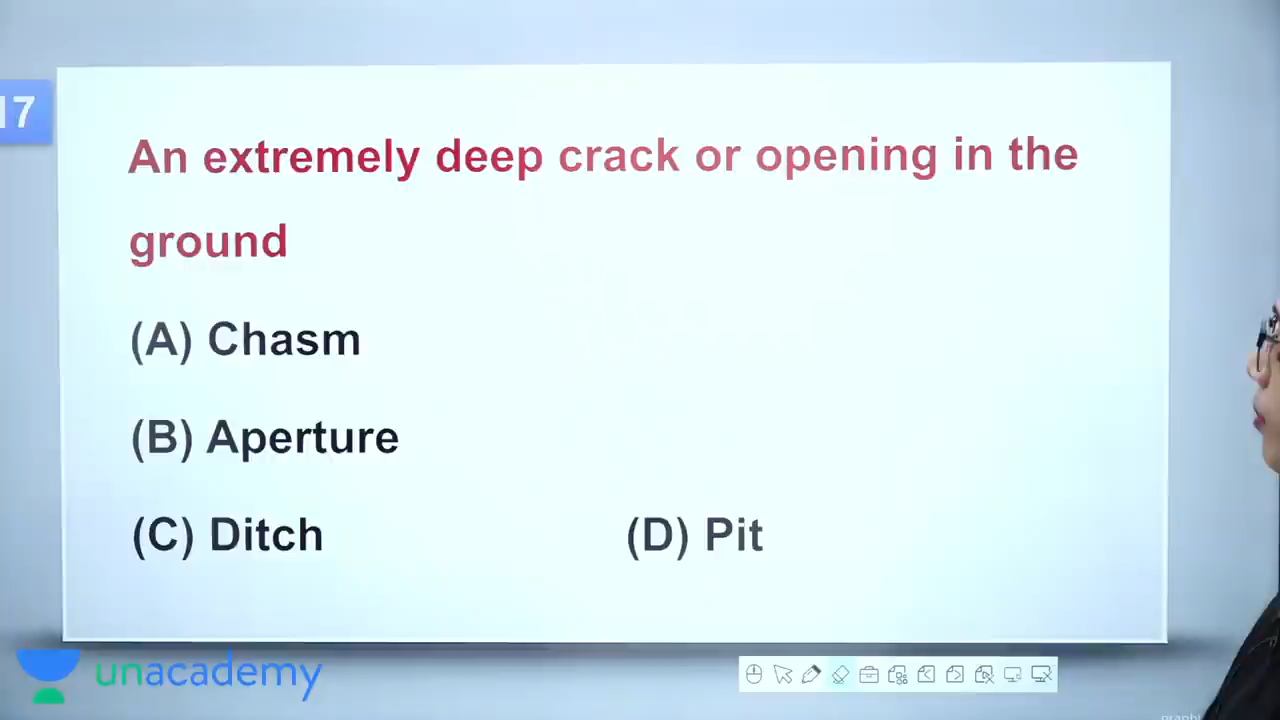 17
An extremely deep crack or opening in the
ground
(A) Chasm
(B) Aperture
(C) Ditch (D) Pit
unacademy